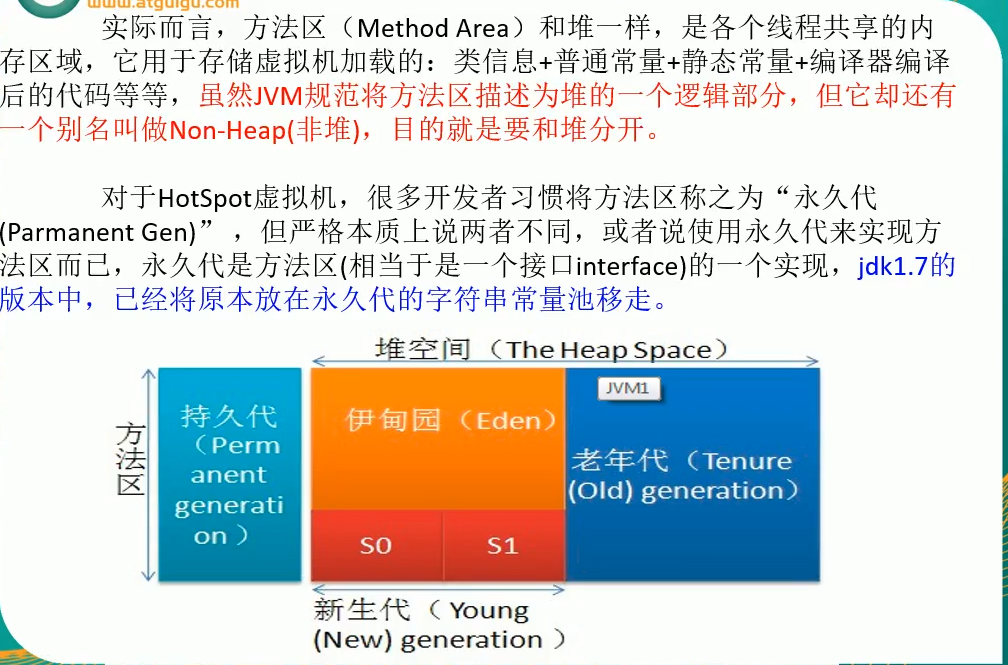 www.atguigu.com
实际而言，方法区（Method Area）和堆一样，是各个线程共享的内
存区域，它用于存储虚拟机加载的：类信息+普通常量+静态常量+编译器编译
后的代码等等，虽然JVM规范将方法区描述为堆的一个逻辑部分，但它却还有
一个别名叫做Non-Heap(非堆)，目的就是要和堆分开。
对于HotSpot虚拟机，很多开发者习惯将方法区称之为“永久代
(Parmanent Gen)” ，但严格本质上说两者不同，或者说使用永久代来实现方
法区而已，永久代是方法区(相当于是一个接口interface)的一个实现，jdk1.7的
版本中，已经将原本放在永久代的字符串常量池移走。
堆空间（The Heap Space）
方
法
区
持久代
（Perm
anent
generati
on ）
伊甸园（Eden）
S0
S1
JVM1
老年代（Tenure
(Old) generation）
新生代（ Young
(New) generation ）